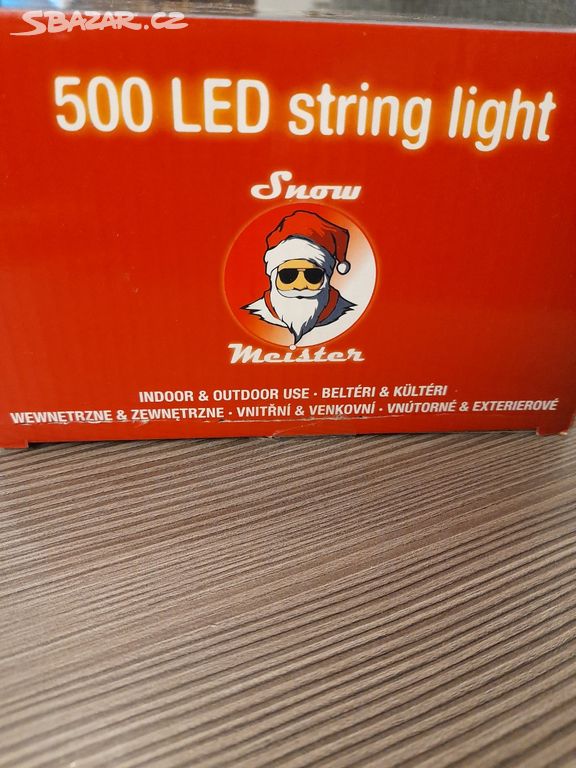 SBAZAR.CZ
500 LED string light
Snow
Meister
INDOOR & OUTDOOR USE · BELTÉRI & KÜLTÉRI
WEWNĘTRZNE & ZEWNĘTRZNE · VNITŘNÍ & VENKOVNÍ · VNÚTORNÉ & EXTERIEROVÉ